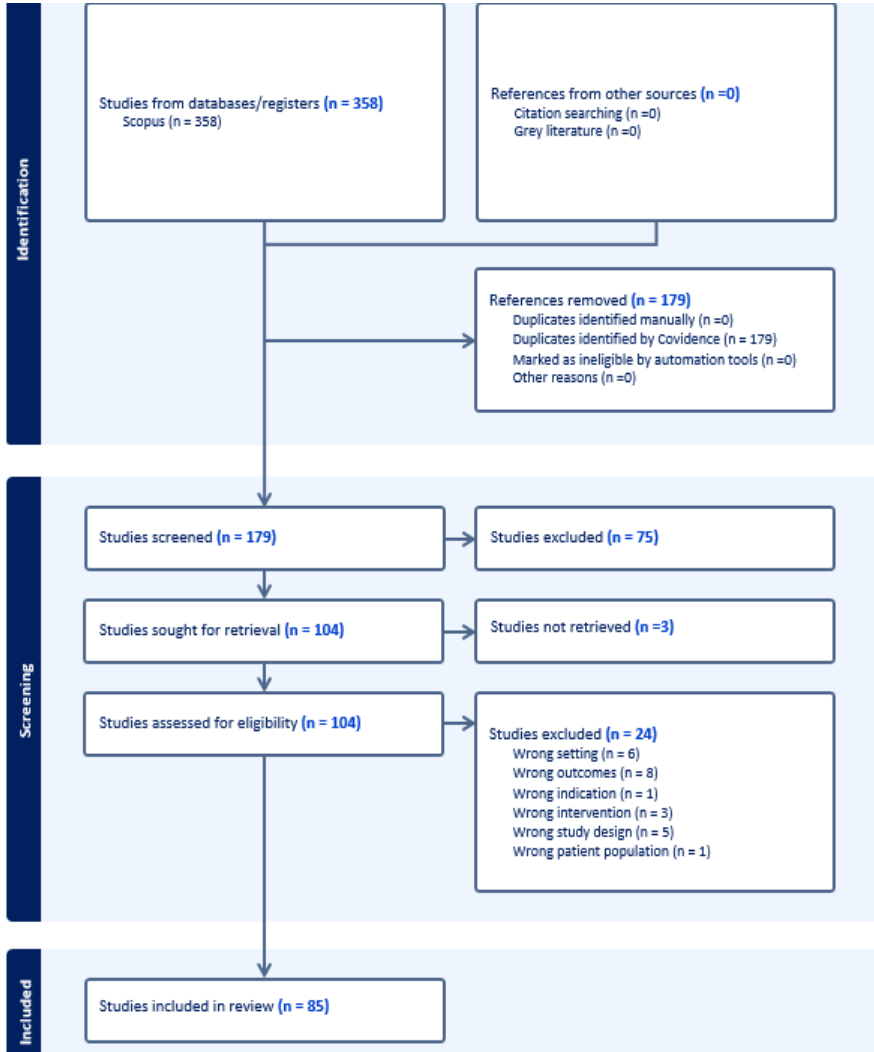 Identification
Studies from databases/registers (n = 358)
Scopus (n = 358)
References from other sources (n =0)
Citation searching (n =0)
Grey literature (n =0)
References removed (n = 179)
Duplicates identified manually (n =0)
Duplicates identified by Covidence (n = 179)
Marked as ineligible by automation tools (n =0)
Other reasons (n =0)
Screening
Studies screened (n = 179)
Studies excluded (n = 75)
Studies sought for retrieval (n = 104)
Studies not retrieved (n =3)
Studies assessed for eligibility (n = 104)
Studies excluded (n = 24)
Wrong setting (n = 6)
Wrong outcomes (n = 8)
Wrong indication (n = 1)
Wrong intervention (n = 3)
Wrong study design (n = 5)
Wrong patient population (n = 1)
Included
Studies included in review (n = 85)